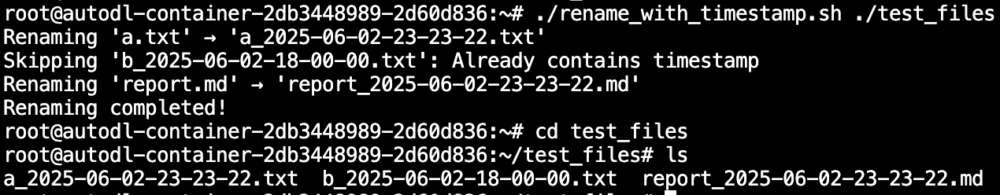 root@autodl-container-2db3448989-2d60d836:~# ./rename_with_timestamp.sh ./test_files
Renaming 'a.txt' → 'a_2025-06-02-23-23-22.txt'
Skipping 'b_2025-06-02-18-00-00.txt': Already contains timestamp
Renaming 'report.md' → 'report_2025-06-02-23-23-22.md'
Renaming completed!
root@autodl-container-2db3448989-2d60d836:~# cd test_files
root@autodl-container-2db3448989-2d60d836:~/test_files# ls
a_2025-06-02-23-23-22.txt  b_2025-06-02-18-00-00.txt  report_2025-06-02-23-23-22.md